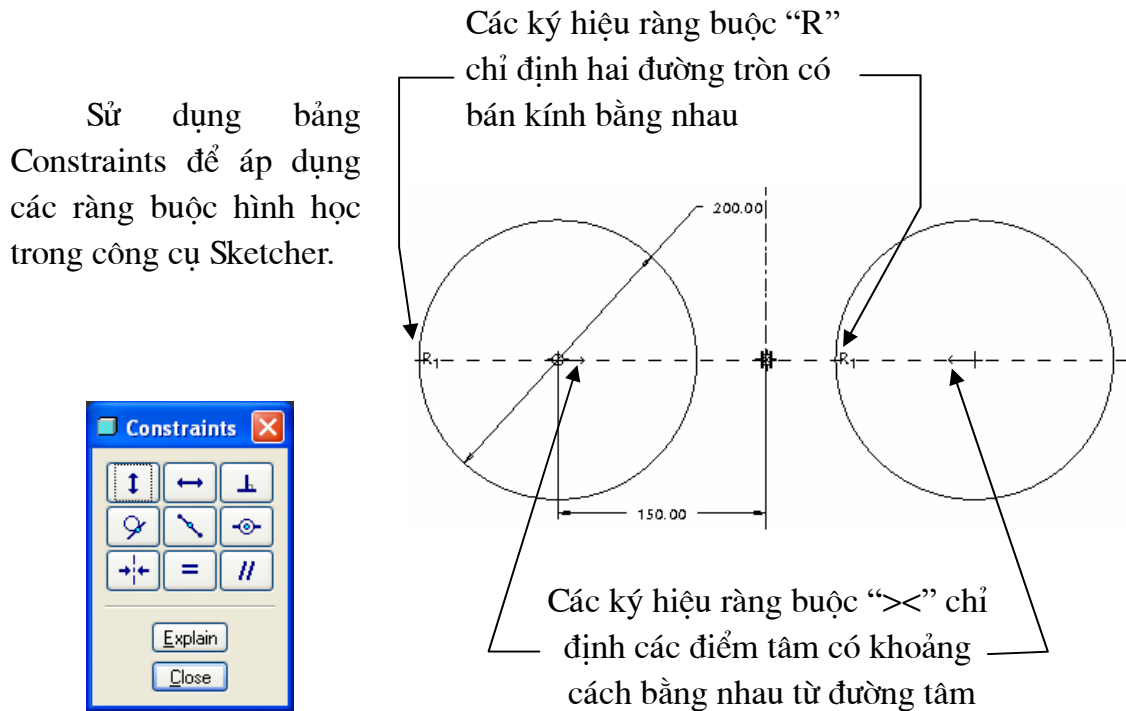 Các ký hiệu ràng buộc “R”
chỉ định hai đường tròn có
bán kính bằng nhau
Sử dụng bảng
Constraints để áp dụng
các ràng buộc hình học
trong công cụ Sketcher.
200.00
R1
R1
150.00
Constraints
Explain
Close
Các ký hiệu ràng buộc “><” chỉ
định các điểm tâm có khoảng
cách bằng nhau từ đường tâm